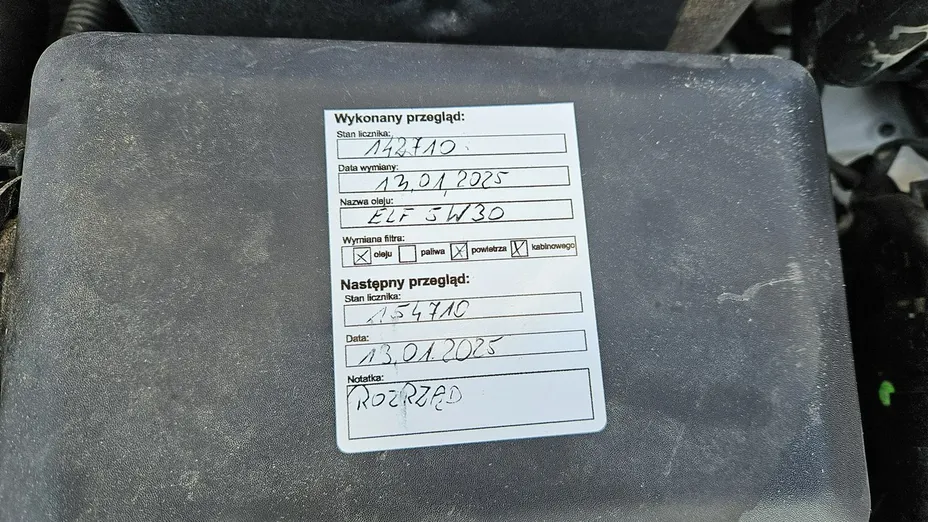 Wykonany przegląd:
Stan licznika:
142710
Data wymiany:
13.01.2025
Nazwa oleju:
ELF 5W30
Wymiana filtra:
oleju paliwa powietrza kabinowego
Następny przegląd:
Stan licznika:
154710
Data:
13.01.2025
Notatka:
ROZRZĄD